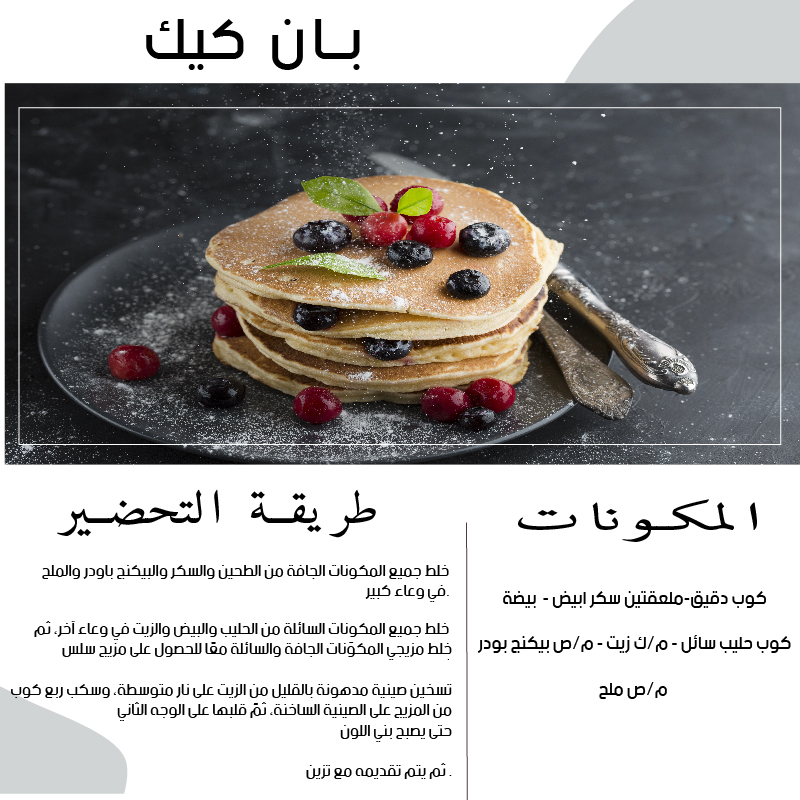 بان كيك
المكونات
كوب دقيق-ملعقتين سكر ابيض - بيضة
كوب حليب سائل - م/ك زيت - م/ص بيكنج بودر
م/ص ملح
طريقة التحضير
خلط جميع المكونات الجافة من الطحين والسكر والبيكنج باودر والملح
.في وعاء كبير
خلط جميع المكونات السائلة من الحليب والبيض والزيت في وعاء آخر، ثم
خلط مزيجي المكوّنات الجافة والسائلة معًا للحصول على مزيج سلس
.
تسخين صينية مدهونة بالقليل من الزيت على نار متوسطة، وسكب ربع كوب
من المزيج على الصينية الساخنة، ثمّ قلبها على الوجه الثاني
حتى يصبح بني اللون
. ثم يتم تقديمه مع تزين